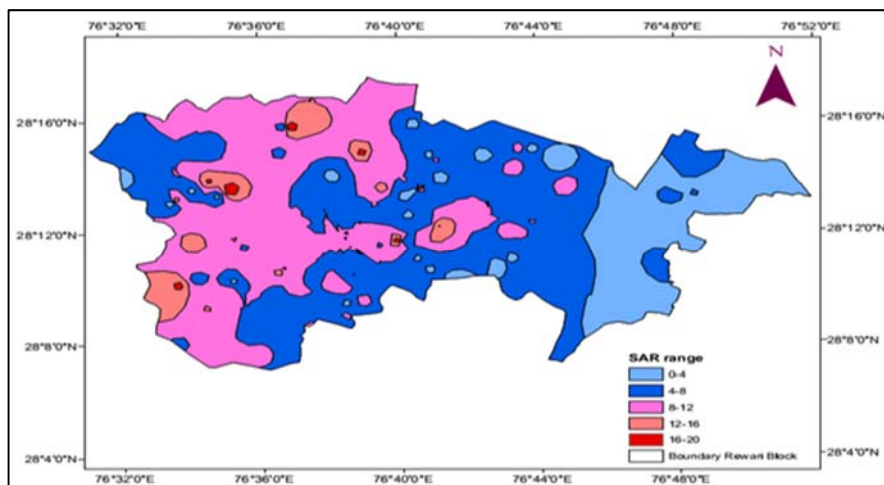 76°32'0"E 76°36'0"E 76°40'0"E 76°44'0"E 76°48'0"E 76°52'0"E
N
28°16'0"N 28°16'0"N
28°12'0"N 28°12'0"N
28°8'0"N 28°8'0"N
28°4'0"N 28°4'0"N
SAR range
0-4
4-8
8-12
12-16
16-20
Boundary Rewari Block
76°32'0"E 76°36'0"E 76°40'0"E 76°44'0"E 76°48'0"E